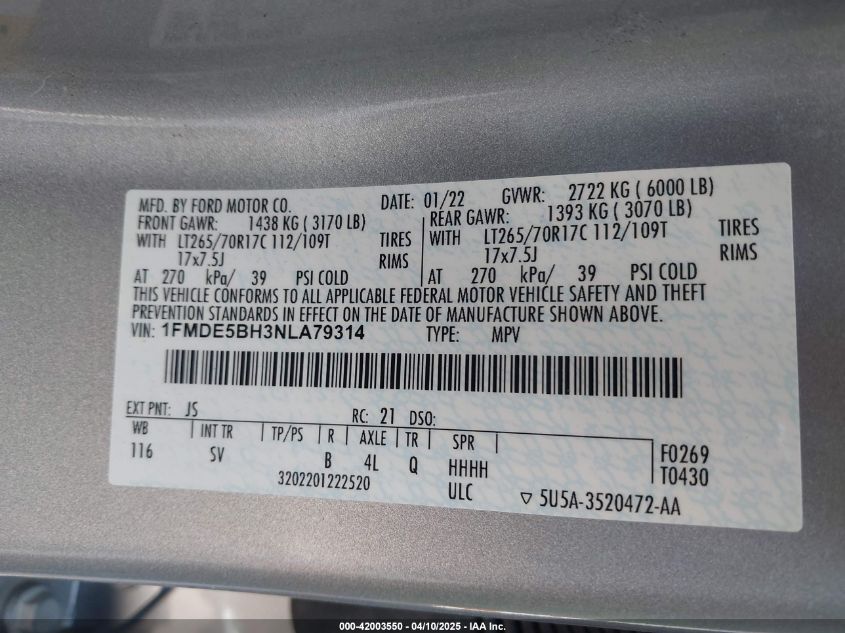 MFD. BY FORD MOTOR CO. DATE: 01/22 GVWR: 2722 KG ( 6000 LB)
FRONT GAWR: 1438 KG ( 3170 LB) REAR GAWR: 1393 KG ( 3070 LB)
WITH LT265/70R17C 112/109T TIRES WITH LT265/70R17C 112/109T TIRES
17x7.5J RIMS 17x7.5J RIMS
AT 270 kPa/ 39 PSI COLD AT 270 kPa/ 39 PSI COLD
THIS VEHICLE CONFORMS TO ALL APPLICABLE FEDERAL MOTOR VEHICLE SAFETY AND THEFT
PREVENTION STANDARDS IN EFFECT ON THE DATE OF MANUFACTURE SHOWN ABOVE.
VIN: 1FMDE5BH3NLA79314 TYPE: MPV
EXT PNT: JS RC: 21 DSO:
WB INT TR TP/PS R AXLE TR SPR F0269
116 SV B 4L Q HHHH T0430
3202201222520 ULC 5U5A-3520472-AA
000-42003550 - 04/10/2025 - IAA Inc.